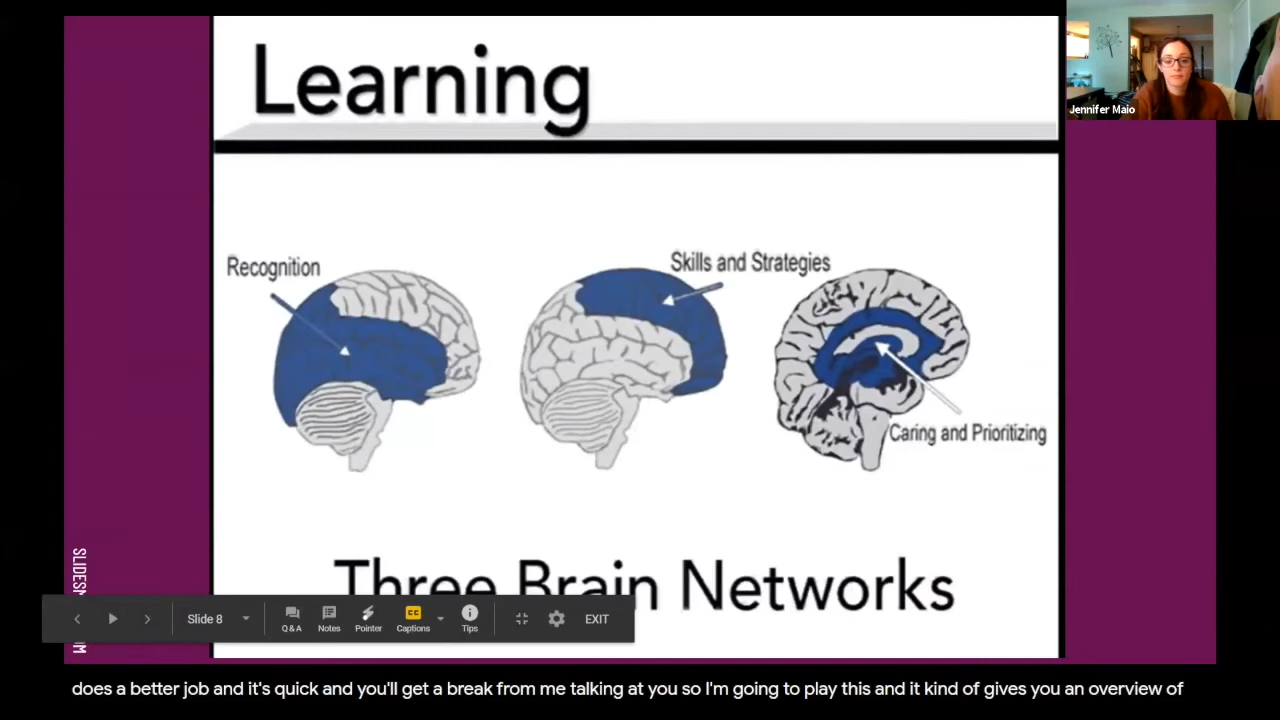 Learning
Jennifer Maio
Recognition
Skills and Strategies
Caring and Prioritizing
Three Brain Networks
Slide 8
Q & A
Notes
Pointer
CC
Captions
Tips
EXIT
does a better job and it's quick and you'll get a break from me talking at you so I'm going to play this and it kind of gives you an overview of